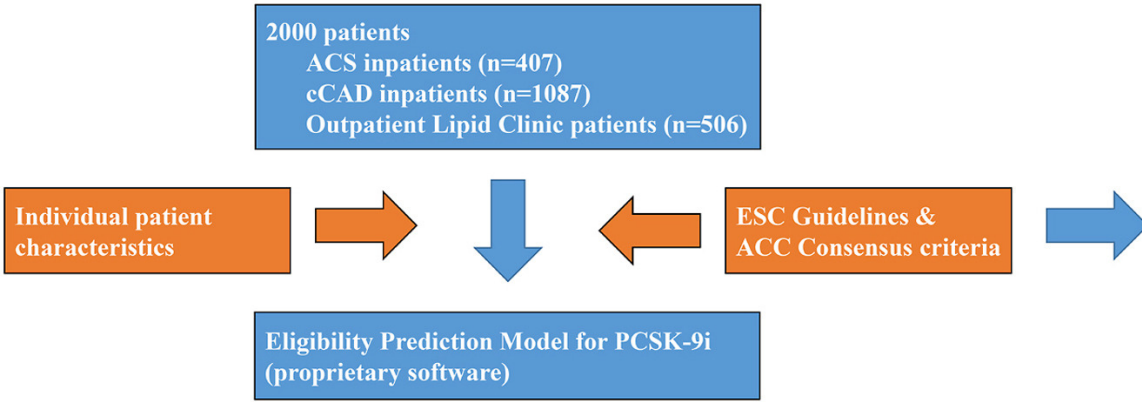 2000 patients
ACS inpatients (n=407)
cCAD inpatients (n=1087)
Outpatient Lipid Clinic patients (n=506)
Individual patient
characteristics
ESC Guidelines &
ACC Consensus criteria
Eligibility Prediction Model for PCSK-9i
(proprietary software)